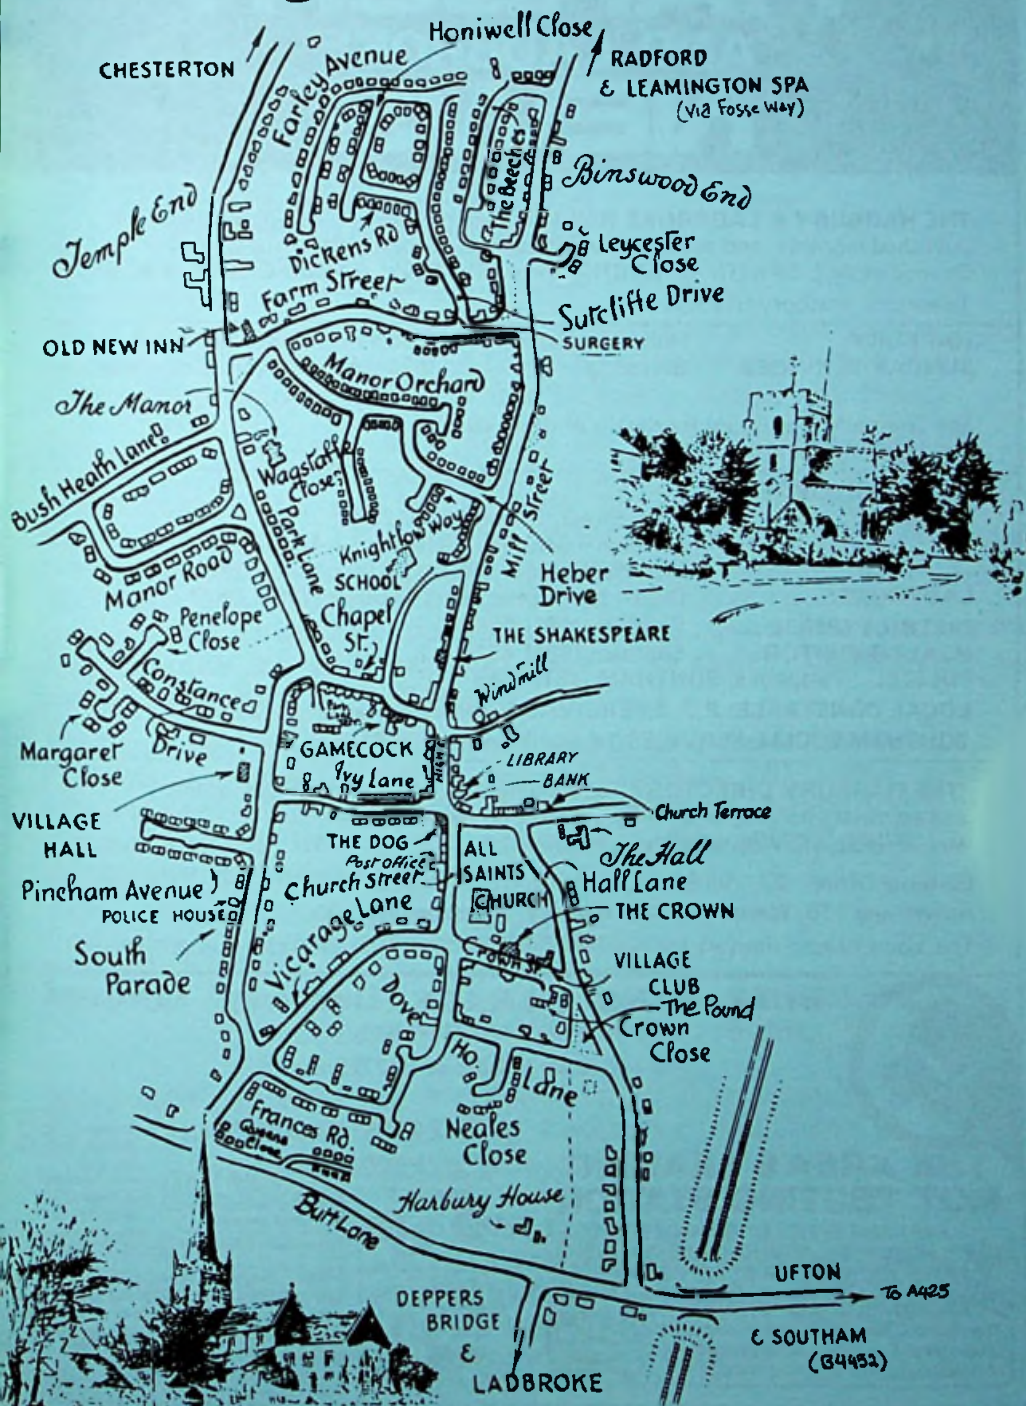 Honiwell Close
CHESTERTON
Farley Avenue
RADFORD
& LEAMINGTON SPA
(Via Fosse Way)
The Beeches
Binswood End
Temple End
Dickens Rd
Leycester
Close
Farm Street
Sutcliffe Drive
OLD NEW INN
SURGERY
Manor Orchard
The Manor
Bush Heath Lane
Wagstaff
Close
Park Lane
Knightlow Way
Mill Street
SCHOOL
Manor Road
Heber
Drive
Penelope
Close
Chapel
St.
THE SHAKESPEARE
Constance
Drive
Windmill
Margaret
Close
GAMECOCK
HIGH
LIBRARY
Ivy Lane
BANK
Church Terrace
VILLAGE
HALL
THE DOG
Post office
Church Street
ALL
SAINTS
CHURCH
The Hall
Hall Lane
Pincham Avenue
POLICE HOUSE
THE CROWN
Vicarage Lane
South
Parade
Crown St.
VILLAGE
CLUB
The Pound
Dovehouse
Crown
Close
Lane
Frances Rd.
Queens
Close
Neales
Close
Harbury House
Butt Lane
UFTON
To A425
DEPPERS
BRIDGE
&
LADBROKE
& SOUTHAM
(B4452)